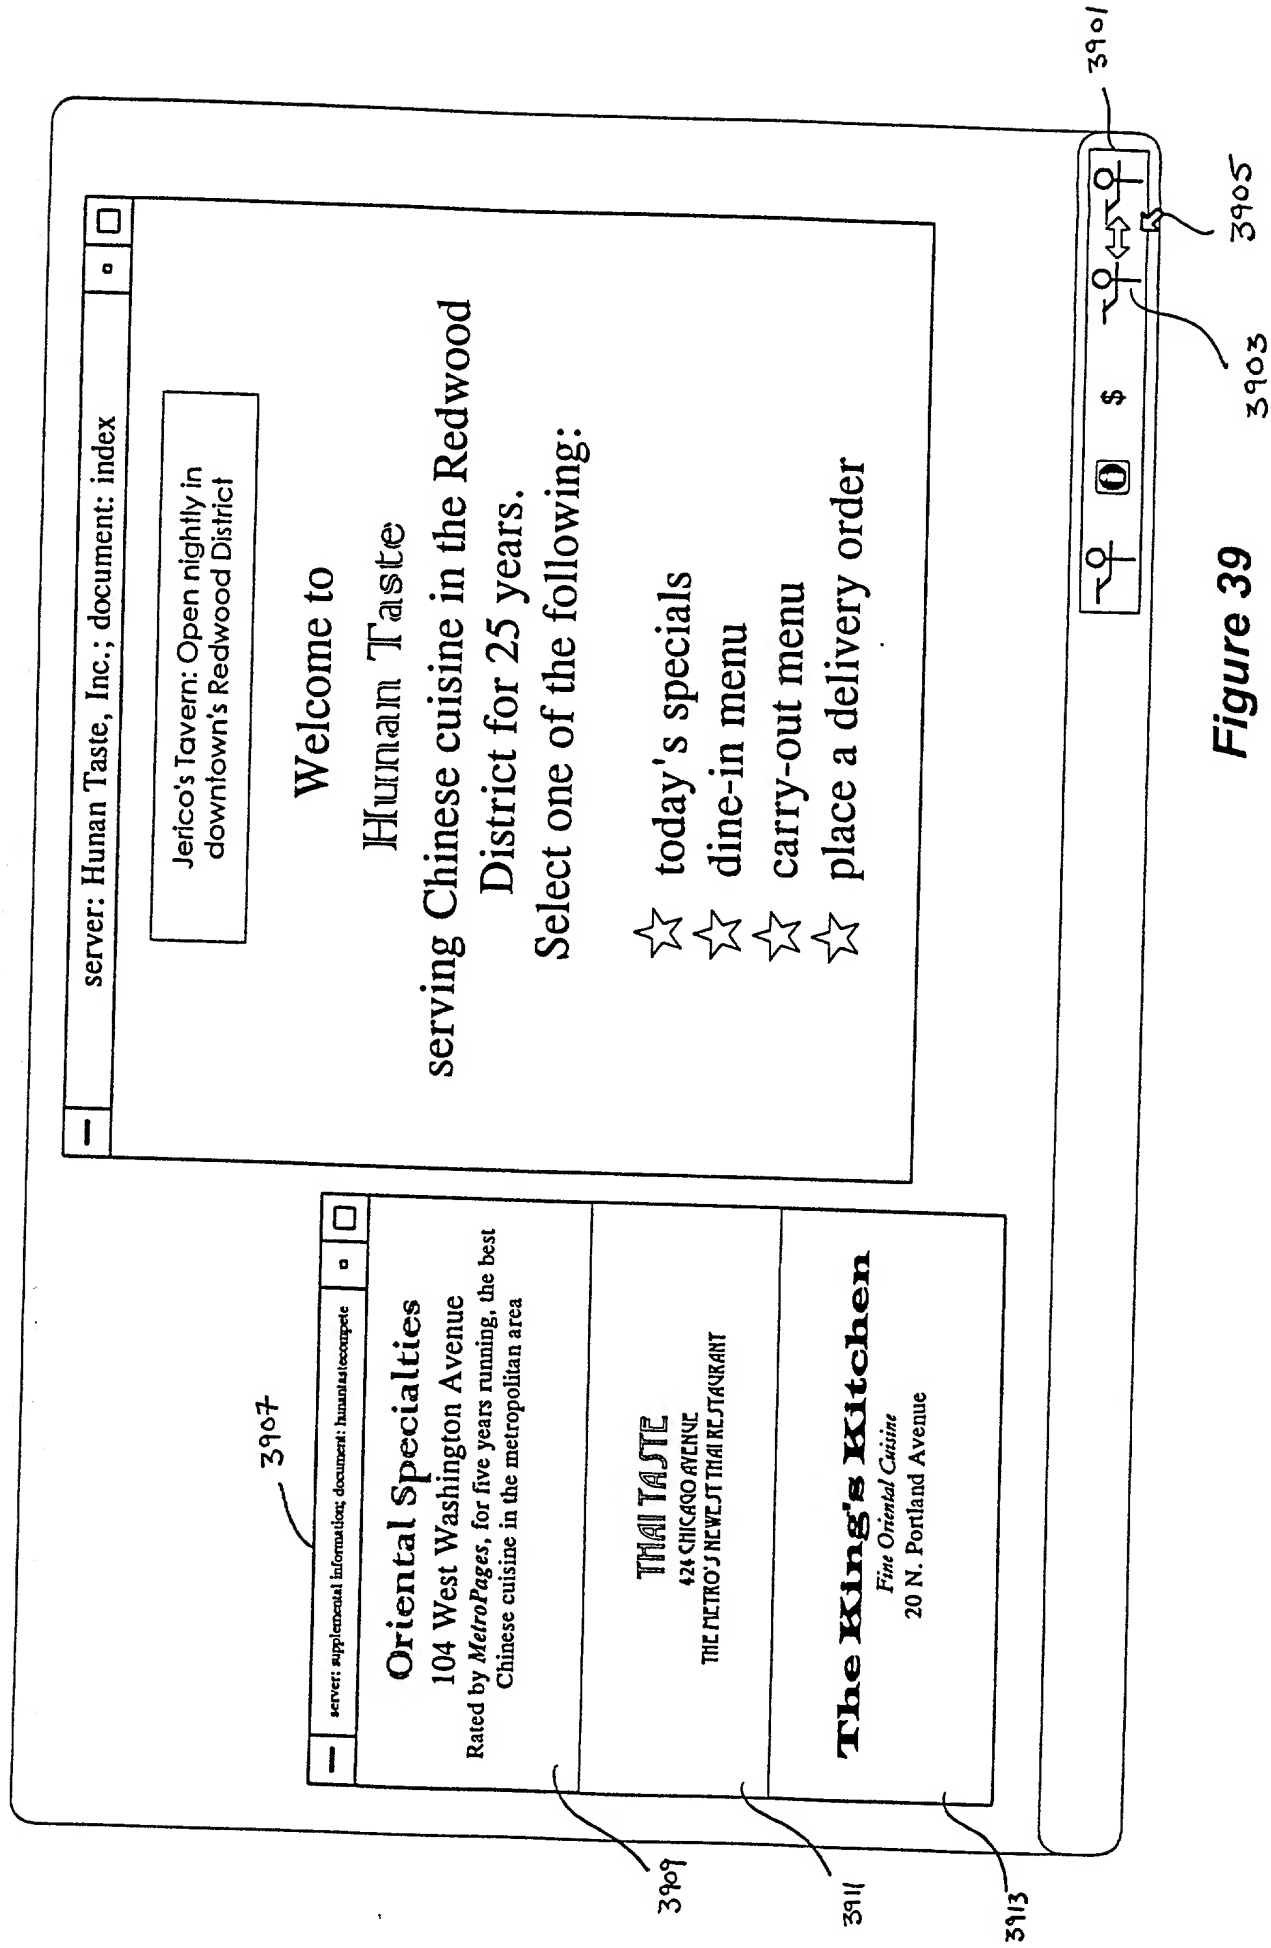 server: Hunan Taste, Inc.; document: index
Jerico's Tavern: Open nightly in
downtown's Redwood District
Welcome to
Hunan Taste
serving Chinese cuisine in the Redwood
District for 25 years.
Select one of the following:
today's specials
dine-in menu
carry-out menu
place a delivery order
3907
server: supplemental information; document: hunantastecompete
Oriental Specialties
104 West Washington Avenue
Rated by MetroPages, for five years running, the best
Chinese cuisine in the metropolitan area
THAI TASTE
424 CHICAGO AVENUE
THE METRO'S NEWEST THAI RESTAURANT
The King's Kitchen
Fine Oriental Cuisine
20 N. Portland Avenue
3909
3911
3913
0 $
3901
3903
3905
Figure 39